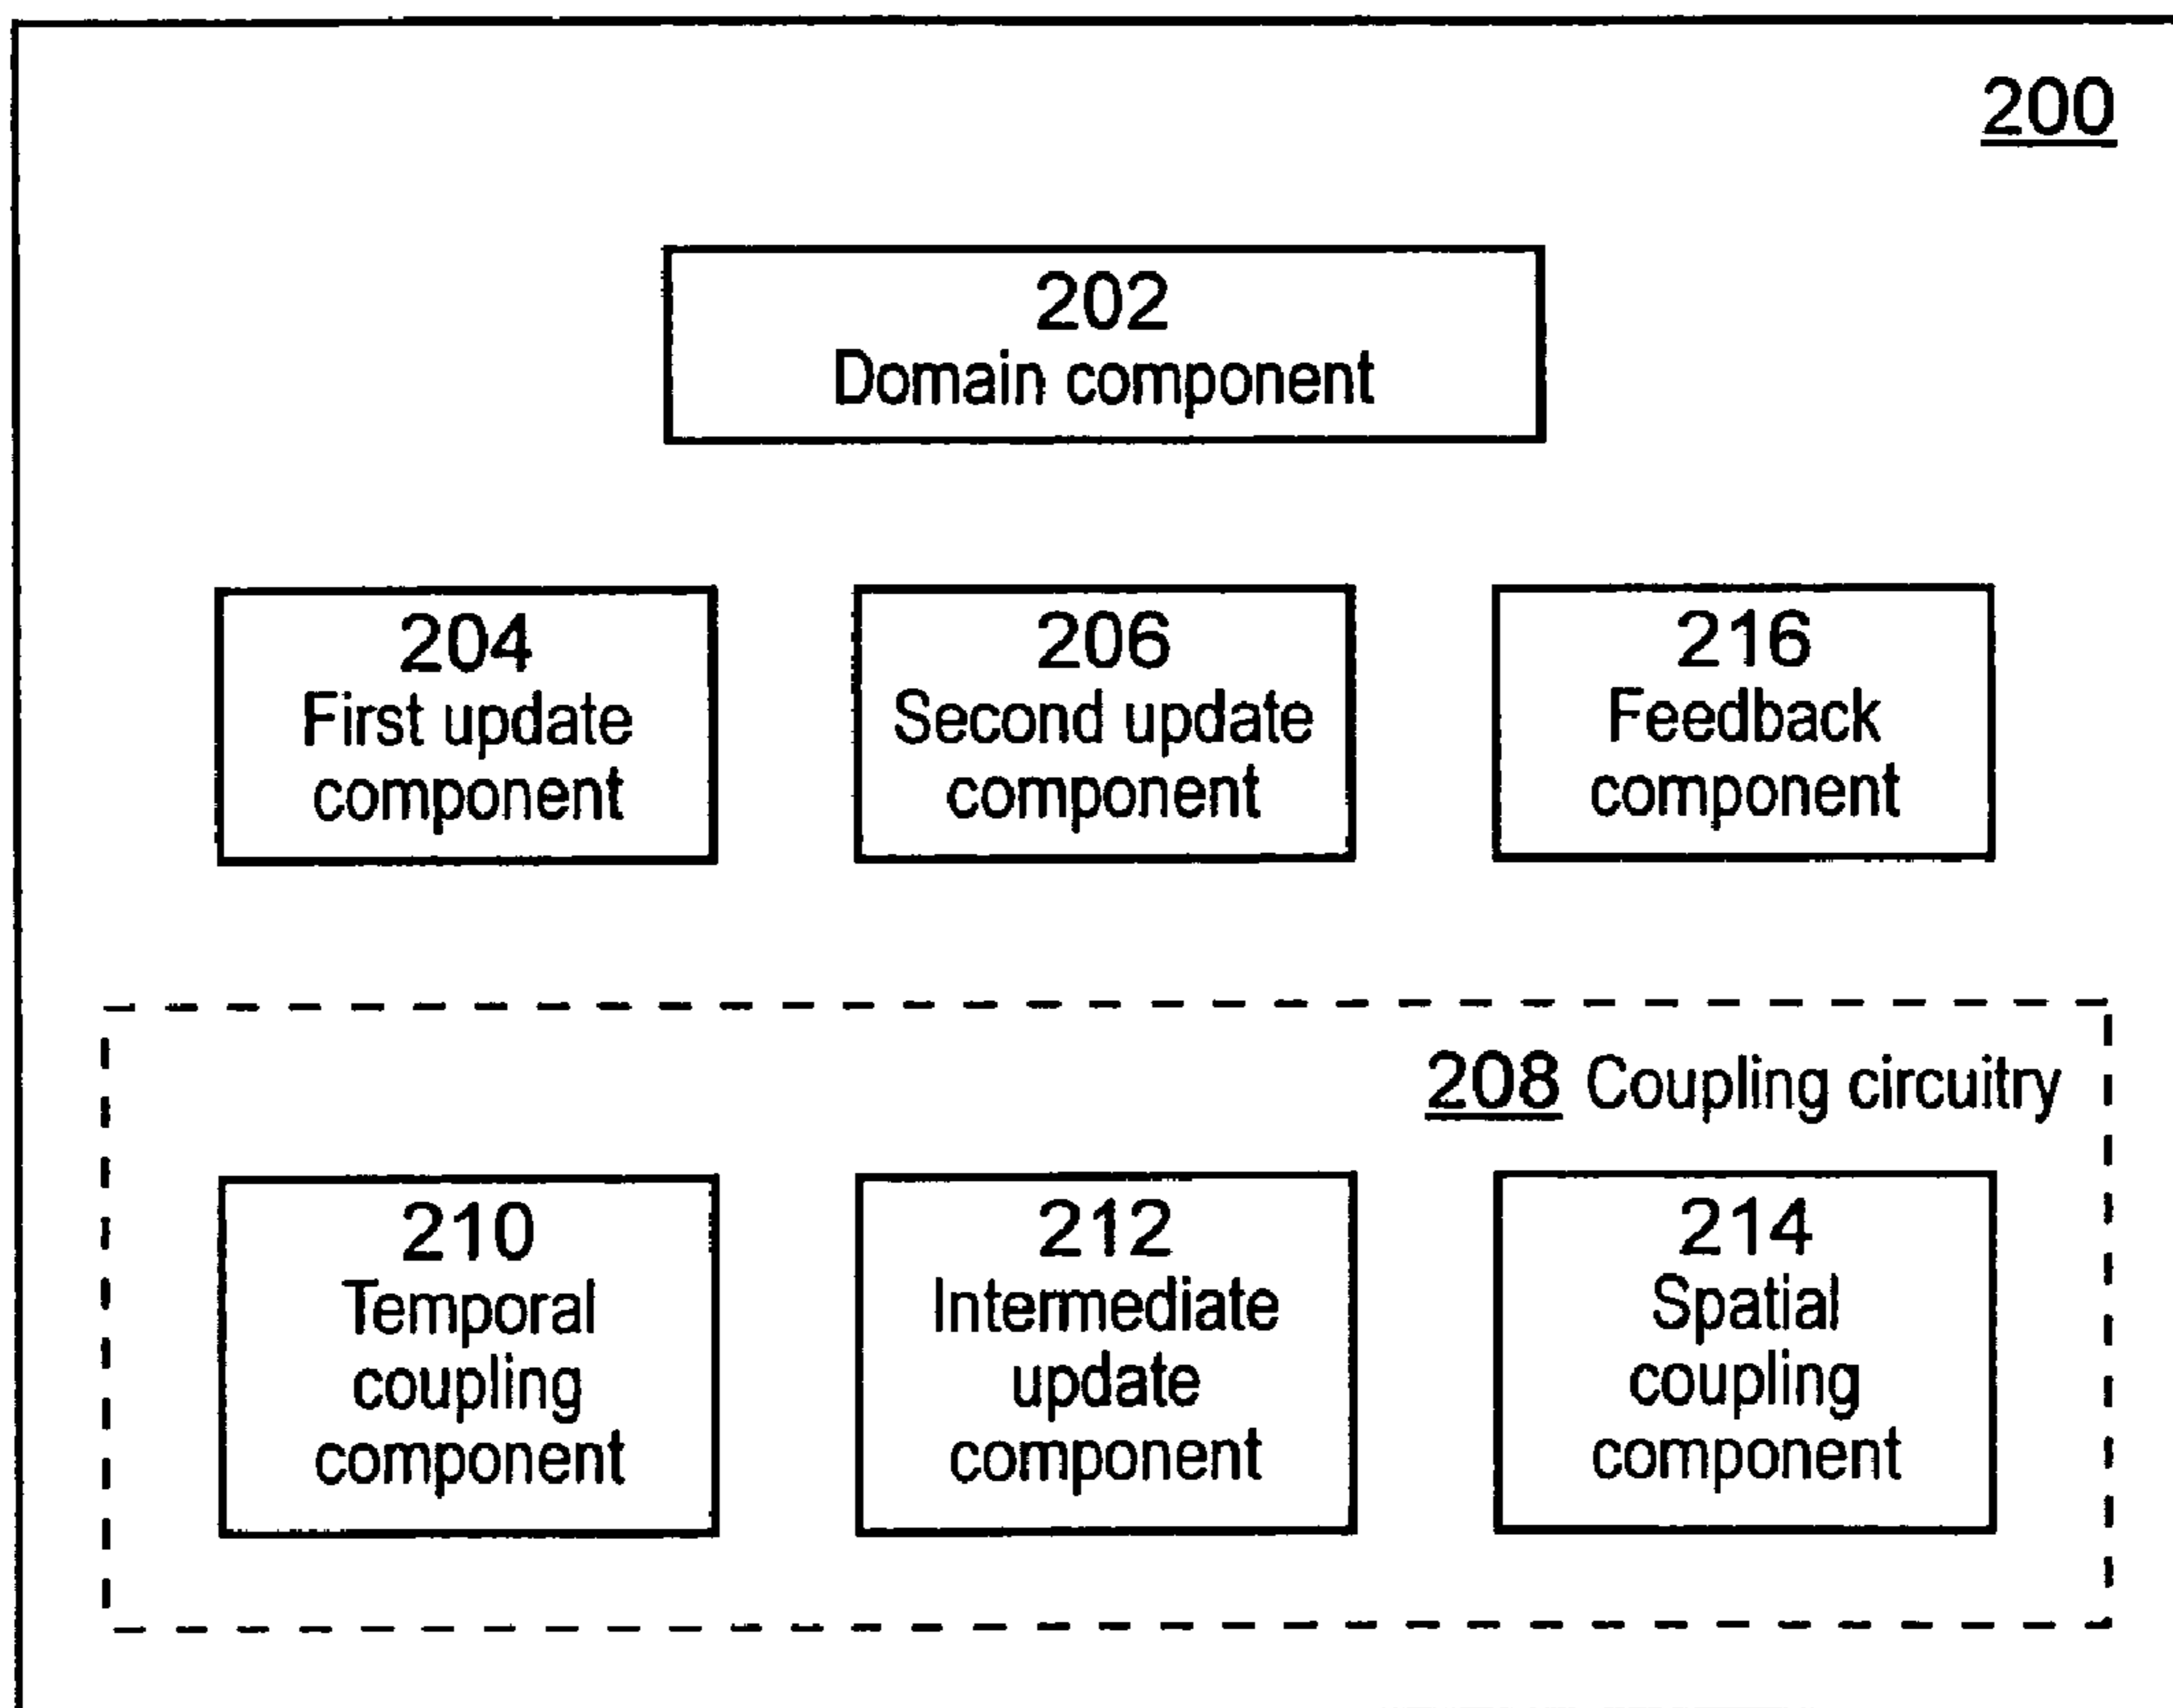 200
202
Domain component
204
First update
component
206
Second update
component
216
Feedback
component
208 Coupling circuitry
210
Temporal
coupling
component
212
Intermediate
update
component
214
Spatial
coupling
component